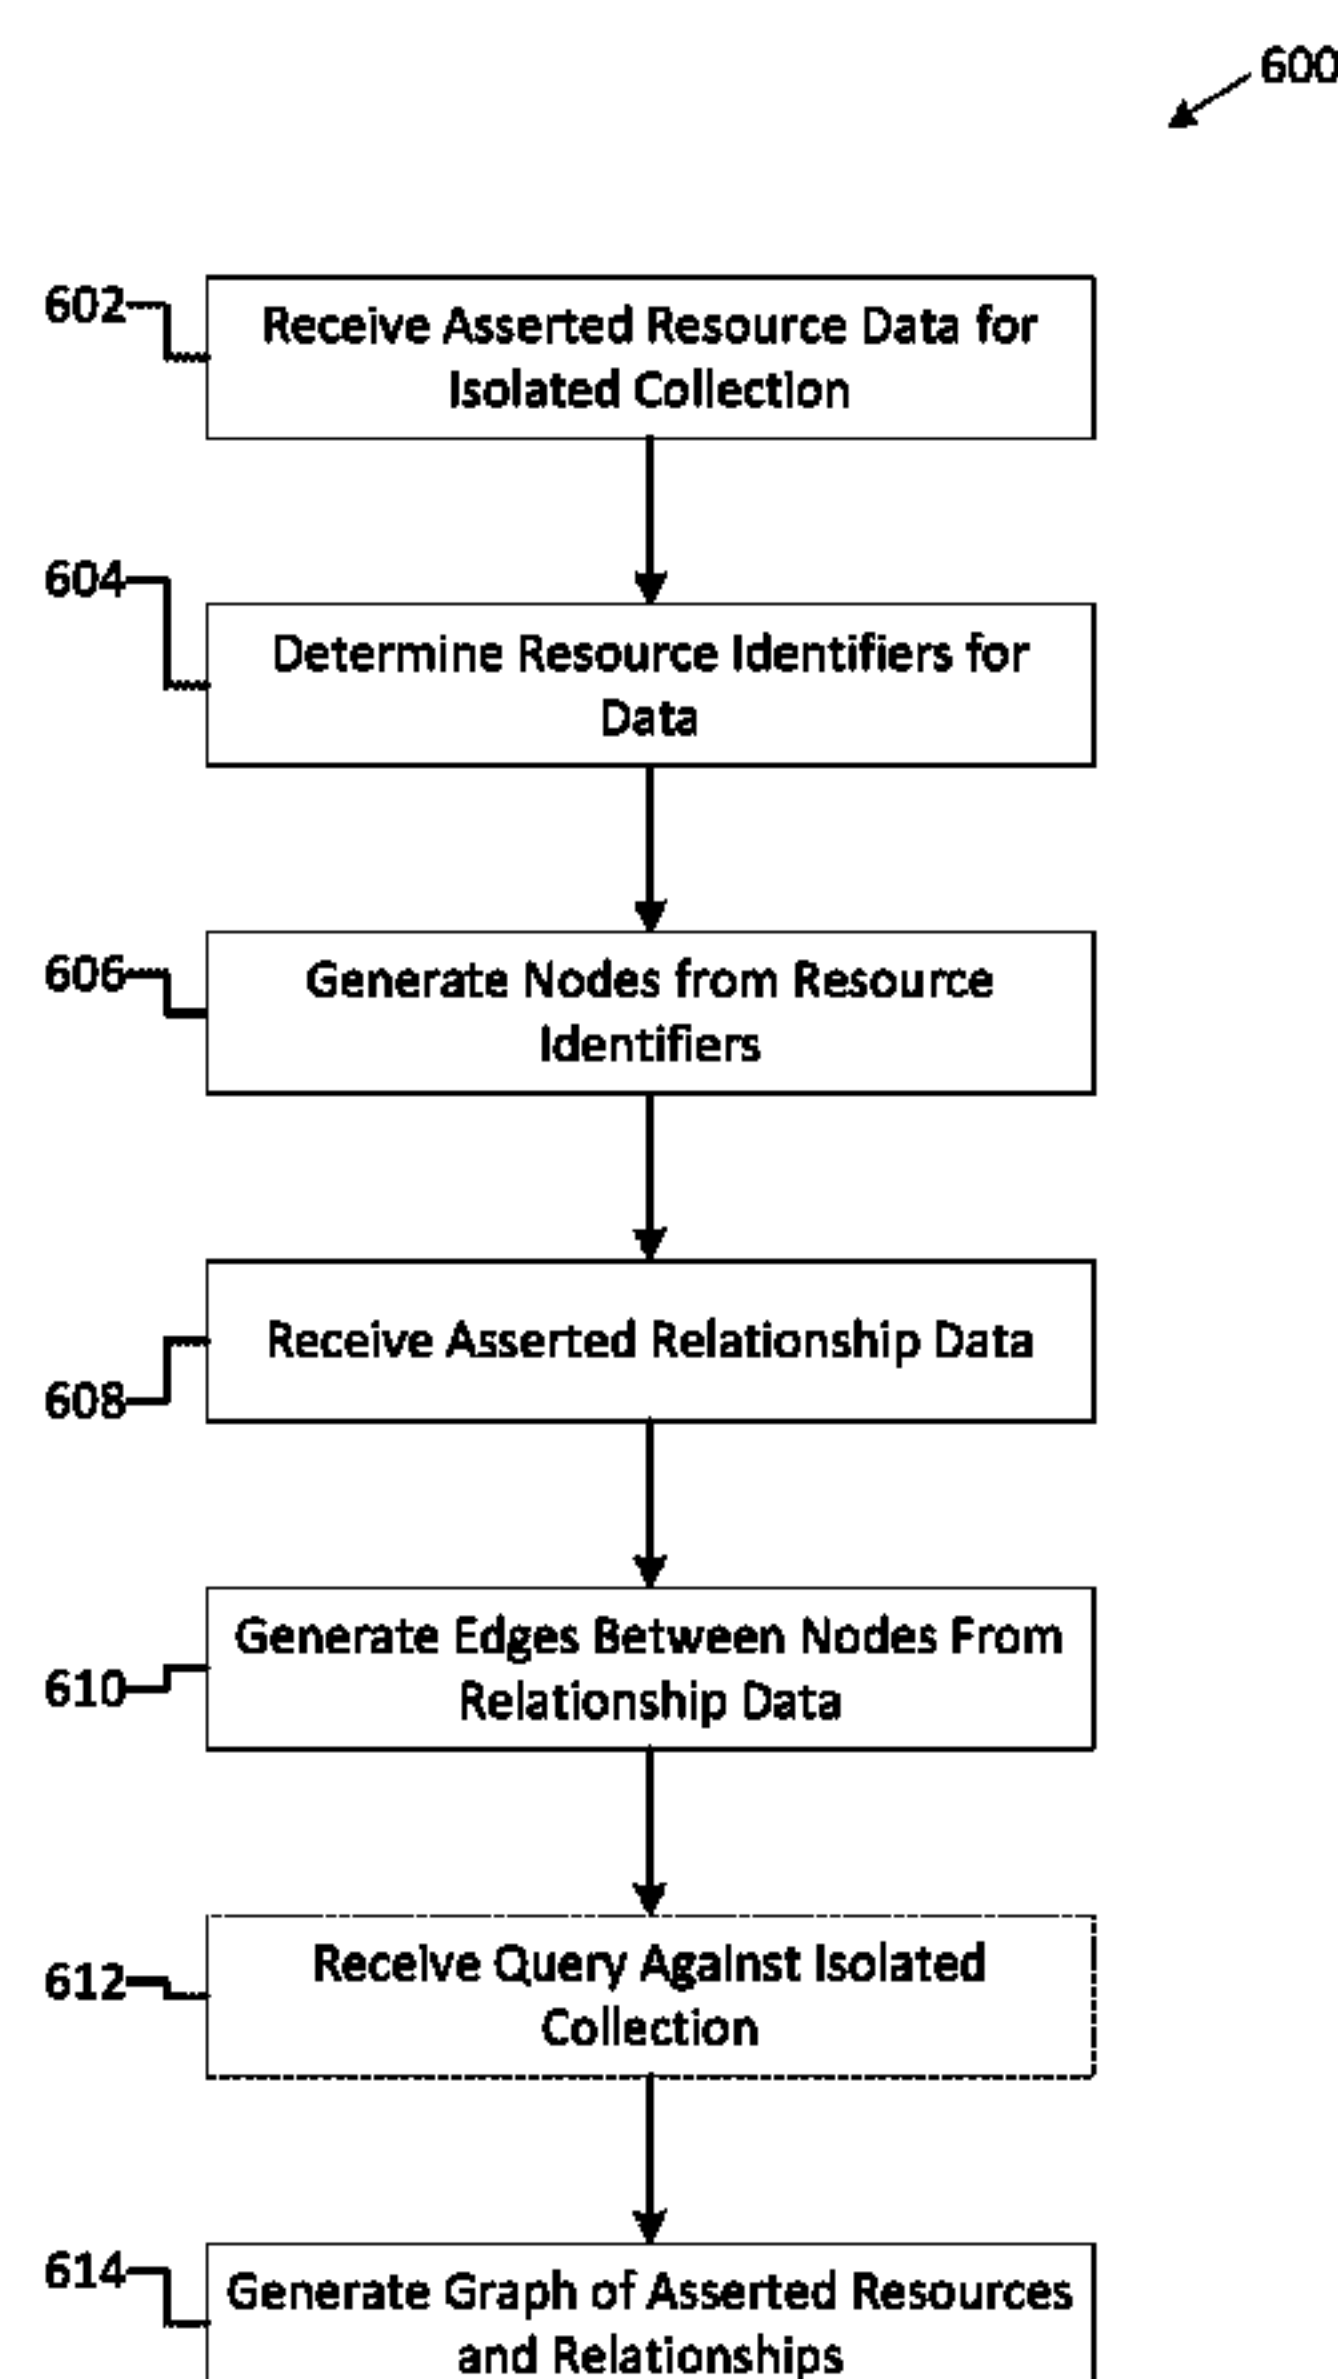 600
602
Receive Asserted Resource Data for
Isolated Collection
604
Determine Resource Identifiers for
Data
606
Generate Nodes from Resource
Identifiers
Receive Asserted Relationship Data
608
Generate Edges Between Nodes From
Relationship Data
610
612
Receive Query Against Isolated
Collection
614
Generate Graph of Asserted Resources
and Relationships